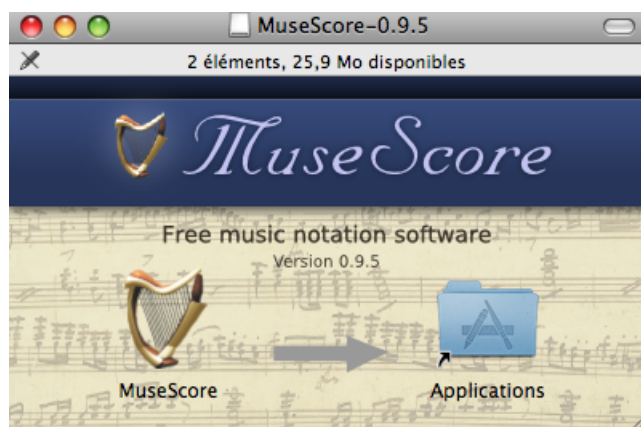 MuseScore-0.9.5
2 éléments, 25,9 Mo disponibles
MuseScore
Free music notation software
Version 0.9.5
MuseScore
Applications